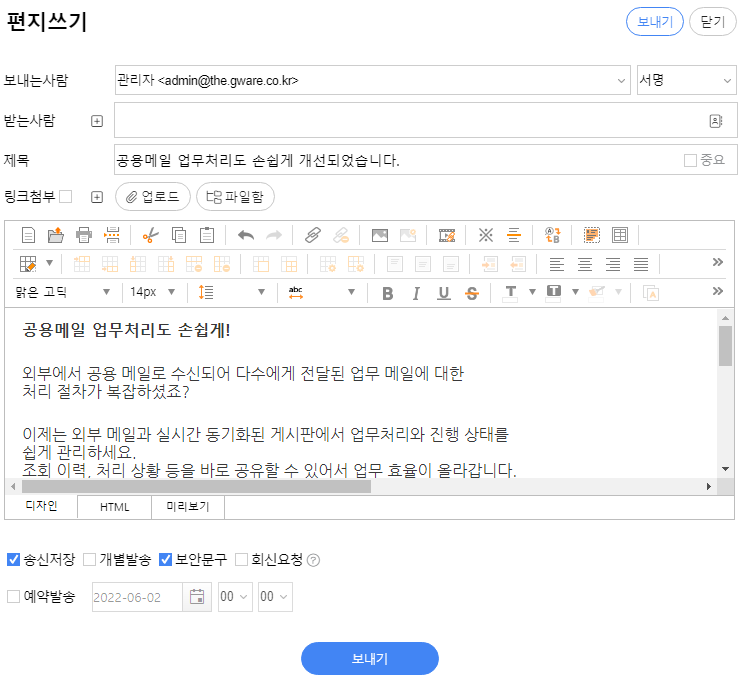 편지쓰기
보내기 닫기
보내는사람 관리자 <admin@the.gware.co.kr> 서명
받는사람
제목 공용메일 업무처리도 손쉽게 개선되었습니다. 중요
링크첨부 업로드 파일함
맑은 고딕 14px abc B I U S T T
공용메일 업무처리도 손쉽게!
외부에서 공용 메일로 수신되어 다수에게 전달된 업무 메일에 대한
처리 절차가 복잡하셨죠?
이제는 외부 메일과 실시간 동기화된 게시판에서 업무처리와 진행 상태를
쉽게 관리하세요.
조회 이력, 처리 상황 등을 바로 공유할 수 있어서 업무 효율이 올라갑니다.
디자인 HTML 미리보기
송신저장 개별발송 보안문구 회신요청 ?
예약발송 2022-06-02 00 00
보내기